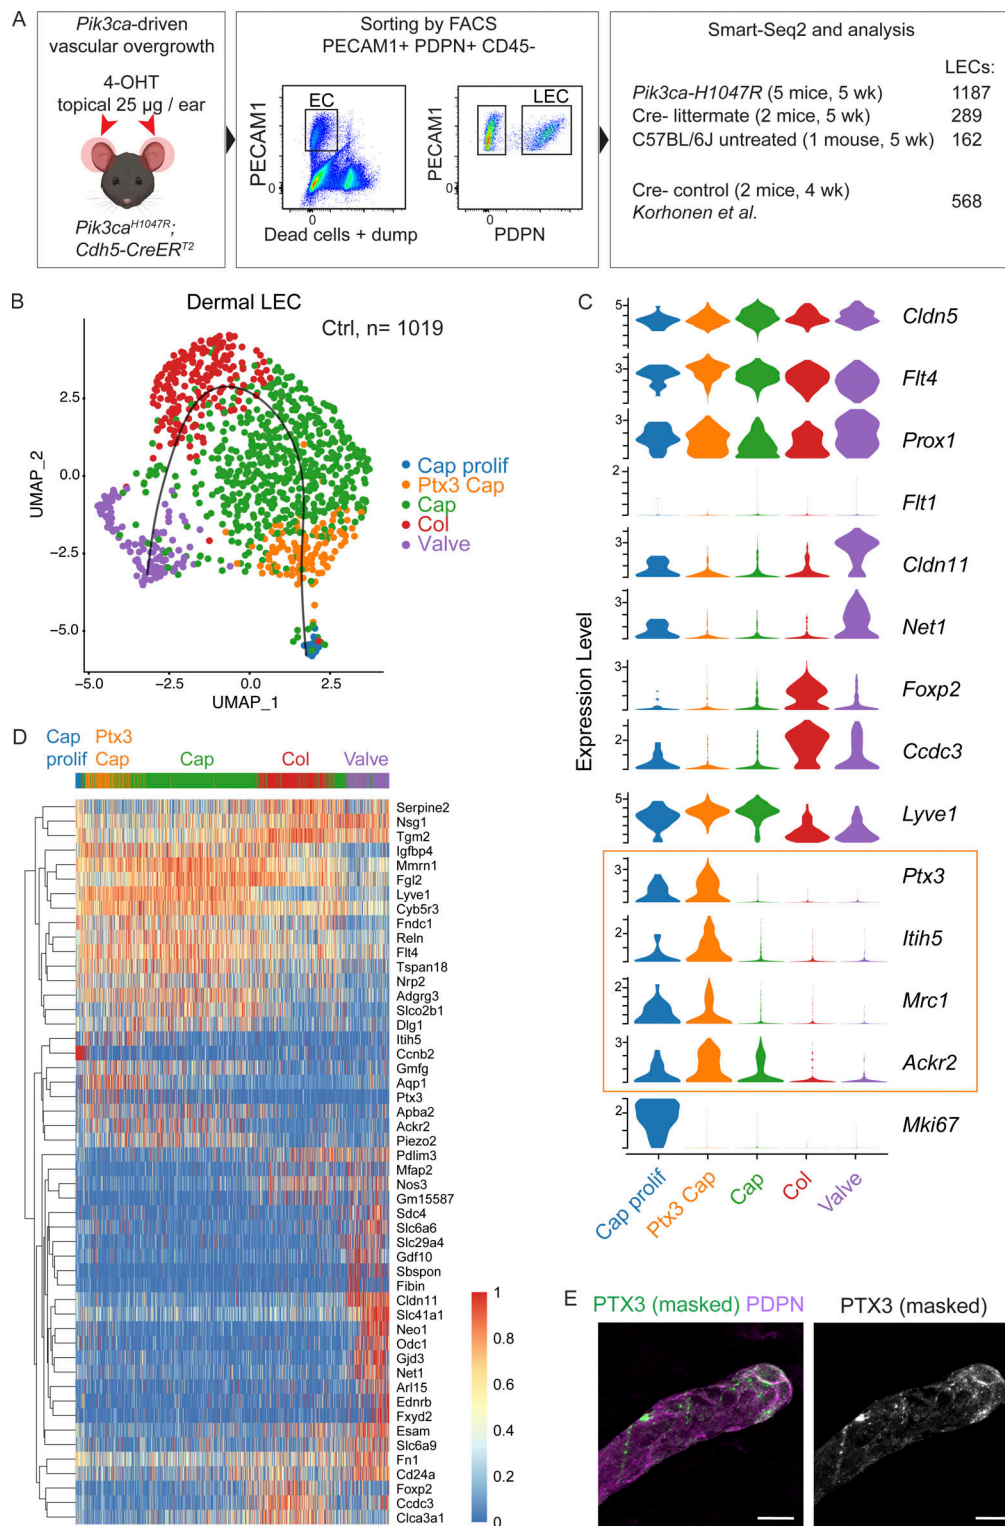 A
Pik3ca-driven
vascular overgrowth
4-OHT
topical 25 µg / ear
Pik3ca^H1047R;
Cdh5-CreER^T2
Sorting by FACS
PECAM1+ PDPN+ CD45-
EC
PECAM1
0
0
Dead cells + dump
LEC
PECAM1
0
0
PDPN
Smart-Seq2 and analysis
LECs:
Pik3ca-H1047R (5 mice, 5 wk) 1187
Cre- littermate (2 mice, 5 wk) 289
C57BL/6J untreated (1 mouse, 5 wk) 162
Cre- control (2 mice, 4 wk)
Korhonen et al.
568
B
Dermal LEC
Ctrl, n= 1019
2.5
0.0
−2.5
−5.0
UMAP_2
−5.0 −2.5 0.0 2.5
UMAP_1
Cap prolif
Ptx3 Cap
Cap
Col
Valve
C
Expression Level
5
Cldn5
3
Flt4
3
Prox1
2
Flt1
3
Cldn11
3
Net1
3
Foxp2
2
Ccdc3
5
Lyve1
3
Ptx3
2
Itih5
2
Mrc1
3
Ackr2
2
Mki67
Cap prolif
Ptx3 Cap
Cap
Col
Valve
D
Cap
prolif
Ptx3
Cap
Cap
Col
Valve
Serpine2
Nsg1
Tgm2
Igfbp4
Mmrn1
Fgl2
Lyve1
Cyb5r3
Fndc1
Reln
Flt4
Tspan18
Nrp2
Adgrg3
Slco2b1
Dlg1
Itih5
Ccnb2
Gmfg
Aqp1
Ptx3
Apba2
Ackr2
Piezo2
Pdlim3
Mfap2
Nos3
Gm15587
Sdc4
Slc6a6
Slc29a4
Gdf10
Sbspon
Fibin
Cldn11
Slc41a1
Neo1
Odc1
Gjd3
Net1
Arl15
Ednrb
Fxyd2
Esam
Slc6a9
Fn1
Cd24a
Foxp2
Ccdc3
Clca3a1
1
0.8
0.6
0.4
0.2
0
E
PTX3 (masked) PDPN
PTX3 (masked)